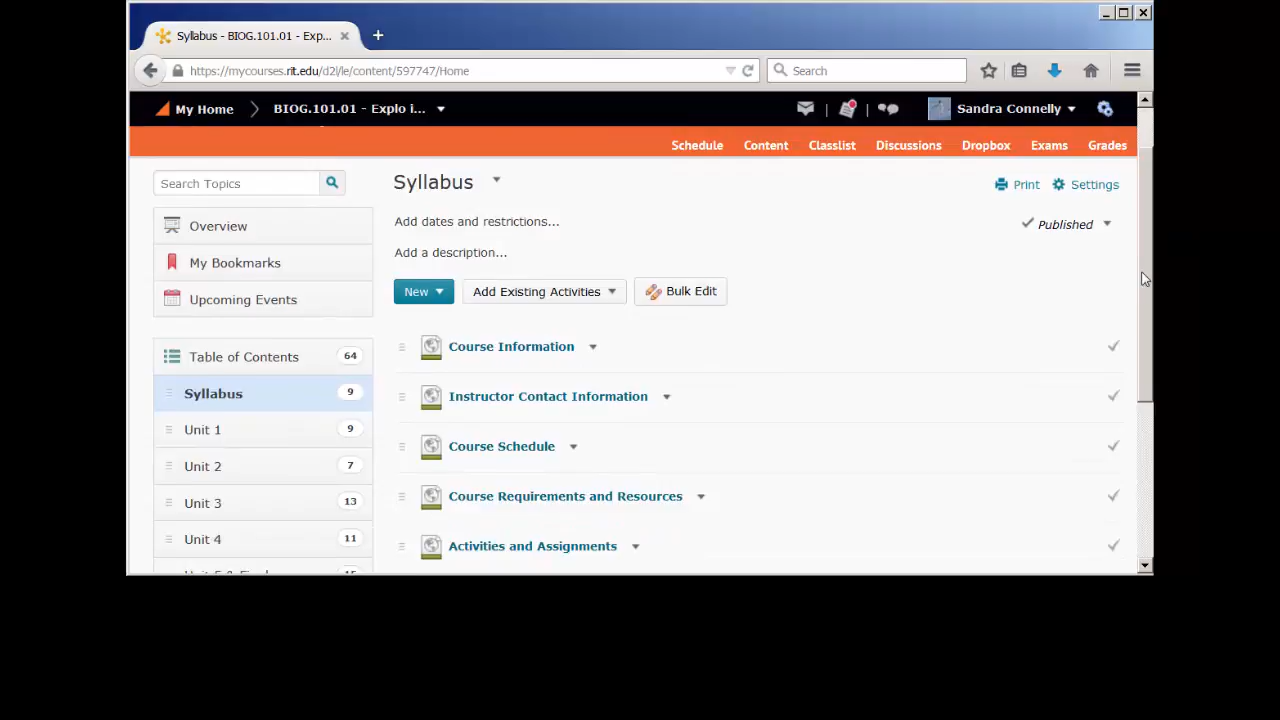 Syllabus - BIOG.101.01 - Exp...
https://mycourses.rit.edu/d2l/le/content/597747/Home
Search
My Home
BIOG.101.01 - Explo i...
Sandra Connelly
Schedule
Content
Classlist
Discussions
Dropbox
Exams
Grades
Search Topics
Overview
My Bookmarks
Upcoming Events
Table of Contents 64
Syllabus 9
Unit 1 9
Unit 2 7
Unit 3 13
Unit 4 11
Syllabus
Print
Settings
Add dates and restrictions...
Published
Add a description...
New
Add Existing Activities
Bulk Edit
Course Information
Instructor Contact Information
Course Schedule
Course Requirements and Resources
Activities and Assignments